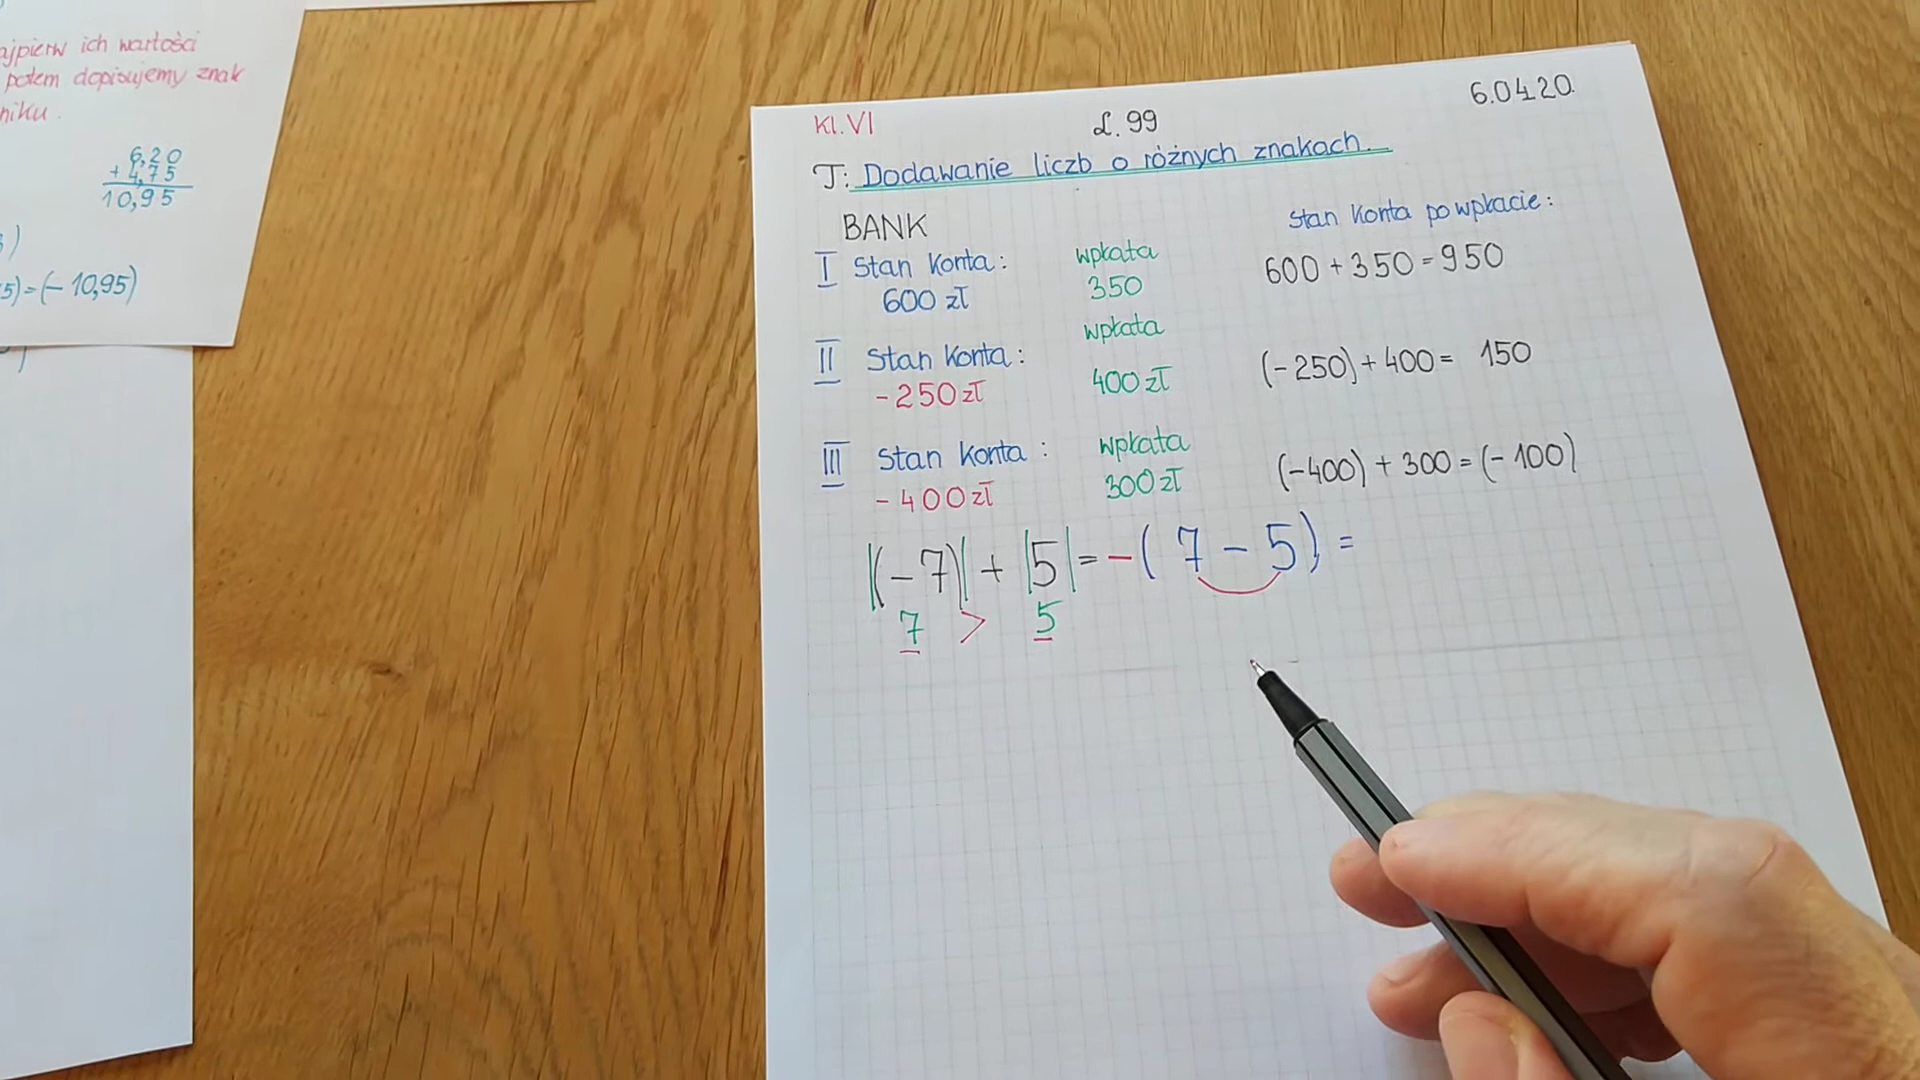 ich wartości
potem dopisujemy znak
niku.
6,20
+ 4,75
10,95
5)=(-10,95)
Kl.VI
L.99
6.04.20.
T: Dodawanie liczb o różnych znakach.
BANK
Stan konta po wpłacie:
I Stan konta: wpłata
600 zł 350
600 + 350 = 950
wpłata
II Stan konta:
-250 zł 400 zł
(-250) + 400 = 150
III Stan konta: wpłata
-400 zł 300 zł
(-400) + 300 = (-100)
|(-7)| + |5| = -(7 - 5) =
7 > 5